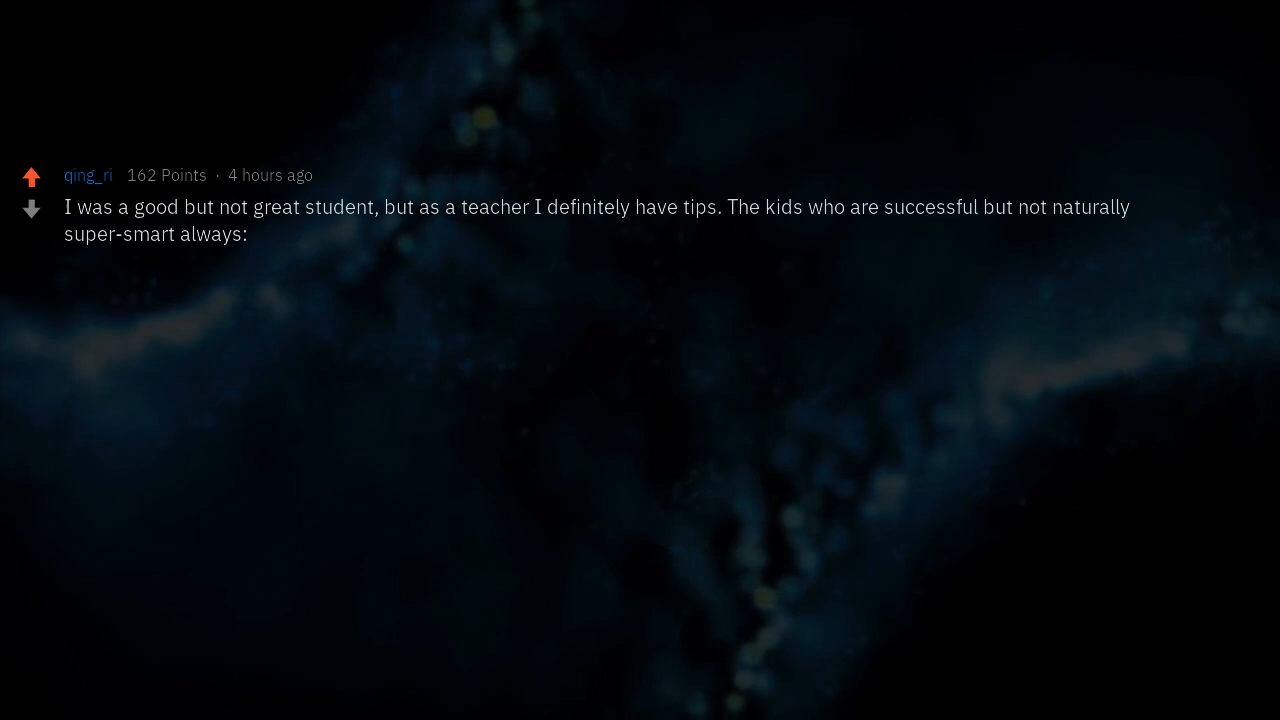 qing_ri 162 Points · 4 hours ago
I was a good but not great student, but as a teacher I definitely have tips. The kids who are successful but not naturally
super-smart always: